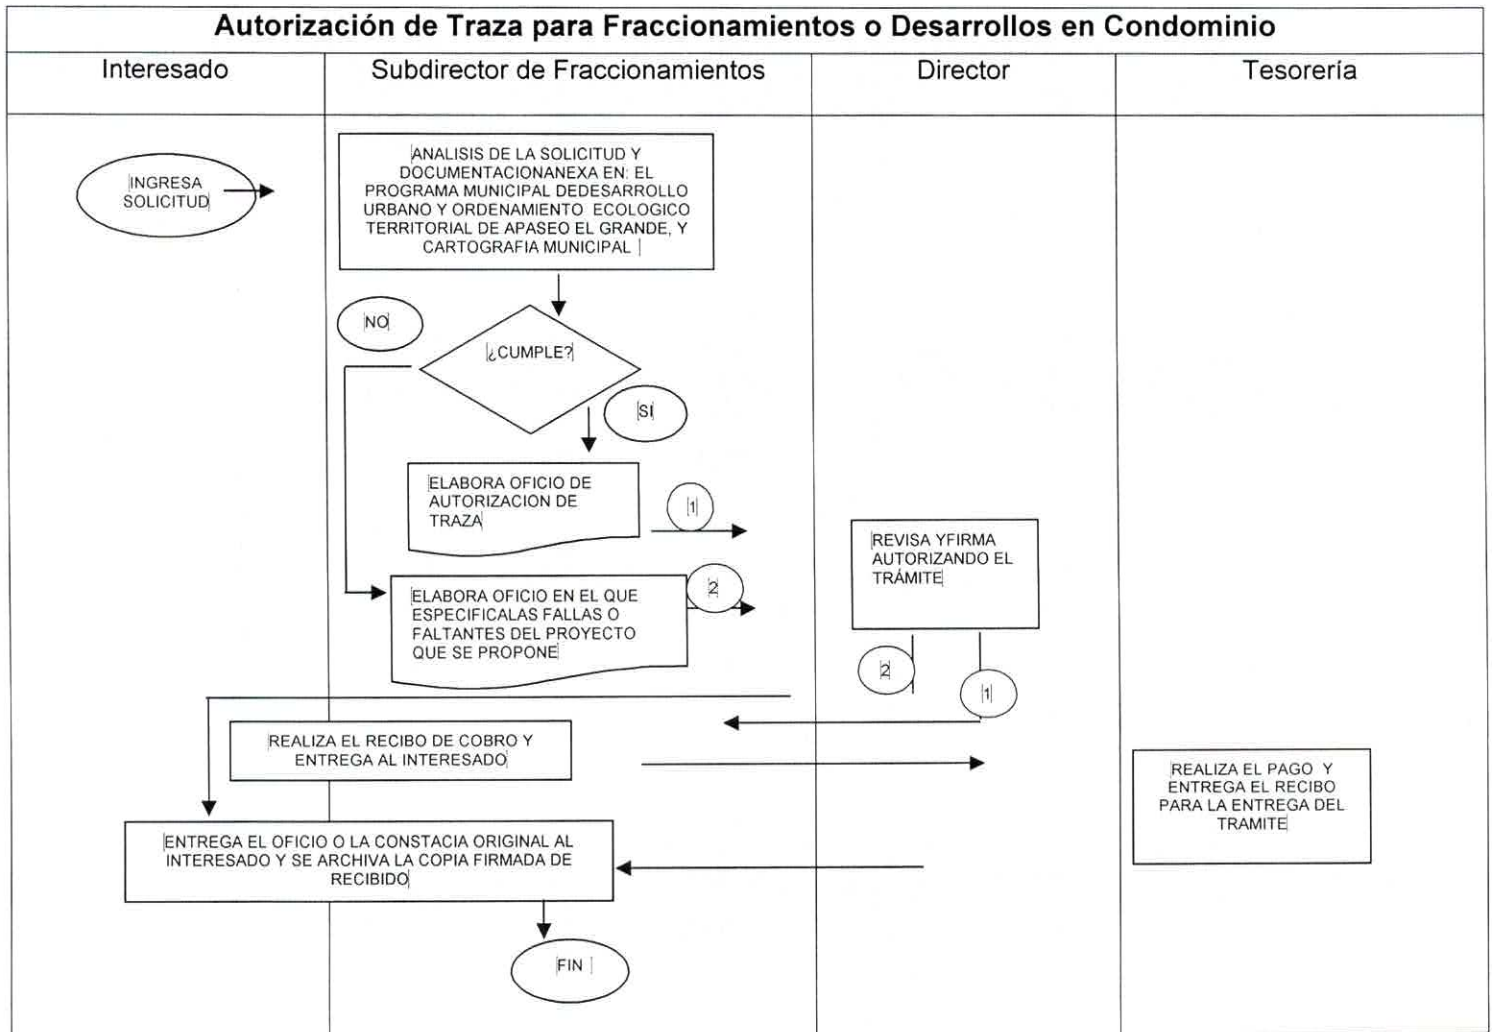 Autorización de Traza para Fraccionamientos o Desarrollos en Condominio
Interesado
Subdirector de Fraccionamientos
Director
Tesorería
INGRESA
SOLICITUD
ANALISIS DE LA SOLICITUD Y
DOCUMENTACIONANEXA EN: EL
PROGRAMA MUNICIPAL DEDESARROLLO
URBANO Y ORDENAMIENTO ECOLOGICO
TERRITORIAL DE APASEO EL GRANDE, Y
CARTOGRAFIA MUNICIPAL
NO
¿CUMPLE?
SI
ELABORA OFICIO DE
AUTORIZACION DE
TRAZA
1
REVISA YFIRMA
AUTORIZANDO EL
TRÁMITE
2
ELABORA OFICIO EN EL QUE
ESPECIFICALAS FALLAS O
FALTANTES DEL PROYECTO
QUE SE PROPONE
2
1
REALIZA EL RECIBO DE COBRO Y
ENTREGA AL INTERESADO
REALIZA EL PAGO Y
ENTREGA EL RECIBO
PARA LA ENTREGA DEL
TRAMITE
ENTREGA EL OFICIO O LA CONSTACIA ORIGINAL AL
INTERESADO Y SE ARCHIVA LA COPIA FIRMADA DE
RECIBIDO
FIN